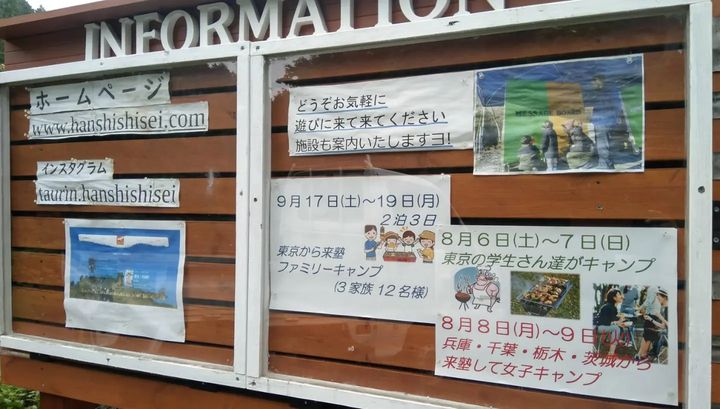 INFORMATION
ホームページ
www.hanshishisei.com
インスタグラム
taurin.hanshishisei
どうぞお気軽に
遊びに来て来てください
施設も案内いたしますヨ!
MESSAGE BOARD
9月17日(土)～19日(月)
2泊3日
東京から来塾
ファミリーキャンプ
(3家族12名様)
8月6日(土)～7日(日)
東京の学生さん達がキャンプ
8月8日(月)～9日(火)
兵庫・千葉・栃木・茨城から
来塾して女子キャンプ